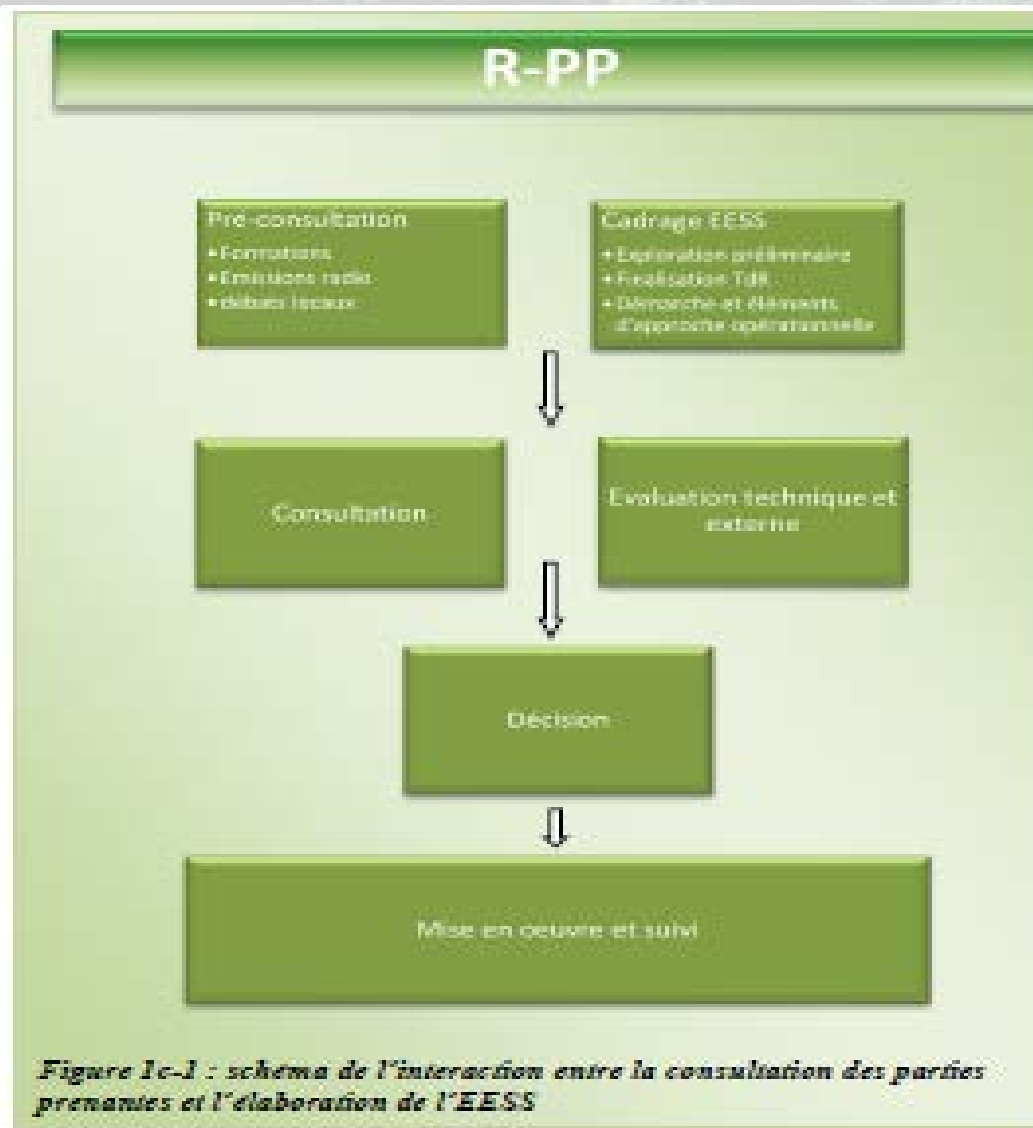 R-PP
Pré-consultation
•Formations
•Emissions radio
•débats locaux
Cadrage EESS
•Exploration préliminaire
•Finalisation TdR
•Démarche et éléments
d'approche opérationnelle
Consultation
Evaluation technique et
externe
Décision
Mise en oeuvre et suivi
Figure 1c-1 : schema de l'interaction entre la consultation des parties
prenantes et l'élaboration de l'EESS